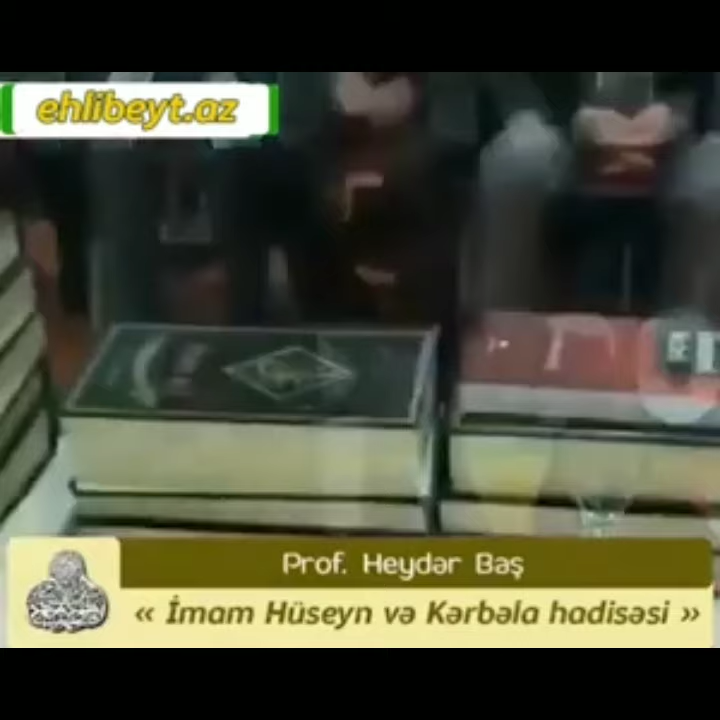 ehlibeyt.az
Prof. Heydər Baş
« İmam Hüseyn və Kərbəla hadisəsi »